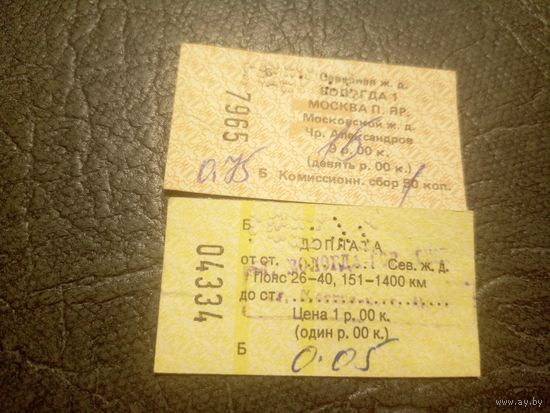 Б
Северная ж. д.
ВОЛОГДА 1
МОСКВА П. ЯР.
Московской ж. д.
Чр. Александров
9 р. 00 к.
(девять р. 00 к.)
Б Комиссионн. сбор 50 коп.
7965
0.75
Б
ДОПЛАТА
от ст. Сев. ж. д.
Пояс 26–40, 151–1400 км
до ст.
Цена 1 р. 00 к.
(один р. 00 к.)
Б
04334
0.05
www.ay.by